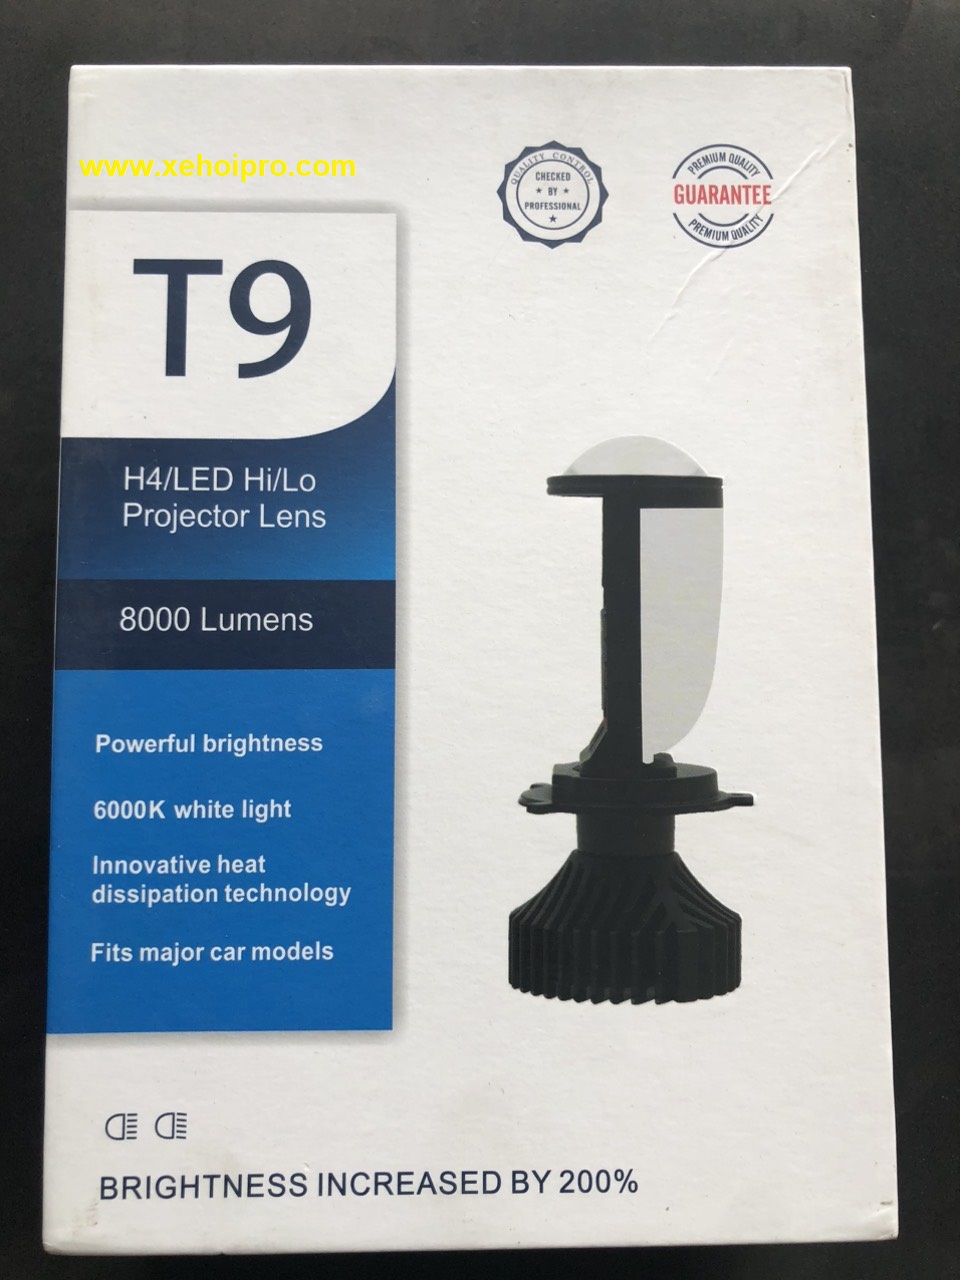 www.xehoipro.com
QUALITY CONTROL
CHECKED
BY
PROFESSIONAL
PREMIUM QUALITY
GUARANTEE
PREMIUM QUALITY
T9
H4/LED Hi/Lo
Projector Lens
8000 Lumens
Powerful brightness
6000K white light
Innovative heat
dissipation technology
Fits major car models
BRIGHTNESS INCREASED BY 200%